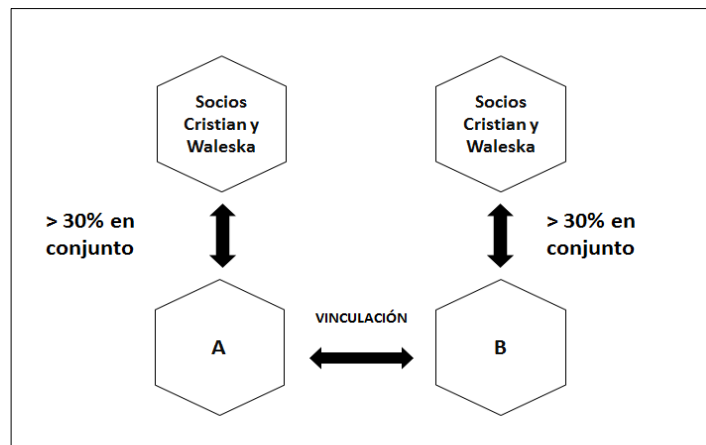 Socios
Cristian y
Waleska
Socios
Cristian y
Waleska
> 30% en
conjunto
> 30% en
conjunto
VINCULACIÓN
A
B